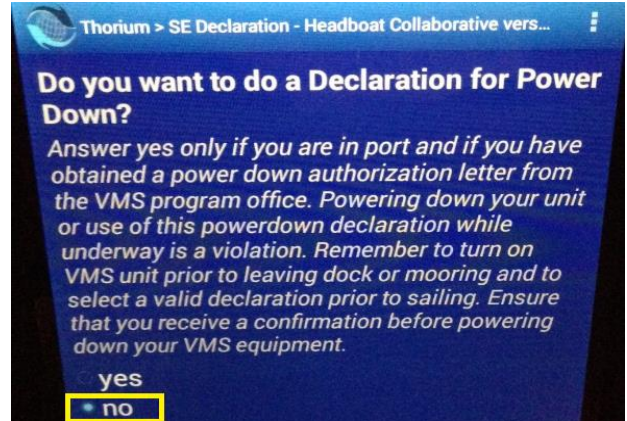 Thorium > SE Declaration - Headboat Collaborative vers...
Do you want to do a Declaration for Power
Down?
Answer yes only if you are in port and if you have
obtained a power down authorization letter from
the VMS program office. Powering down your unit
or use of this powerdown declaration while
underway is a violation. Remember to turn on
VMS unit prior to leaving dock or mooring and to
select a valid declaration prior to sailing. Ensure
that you receive a confirmation before powering
down your VMS equipment.
yes
no